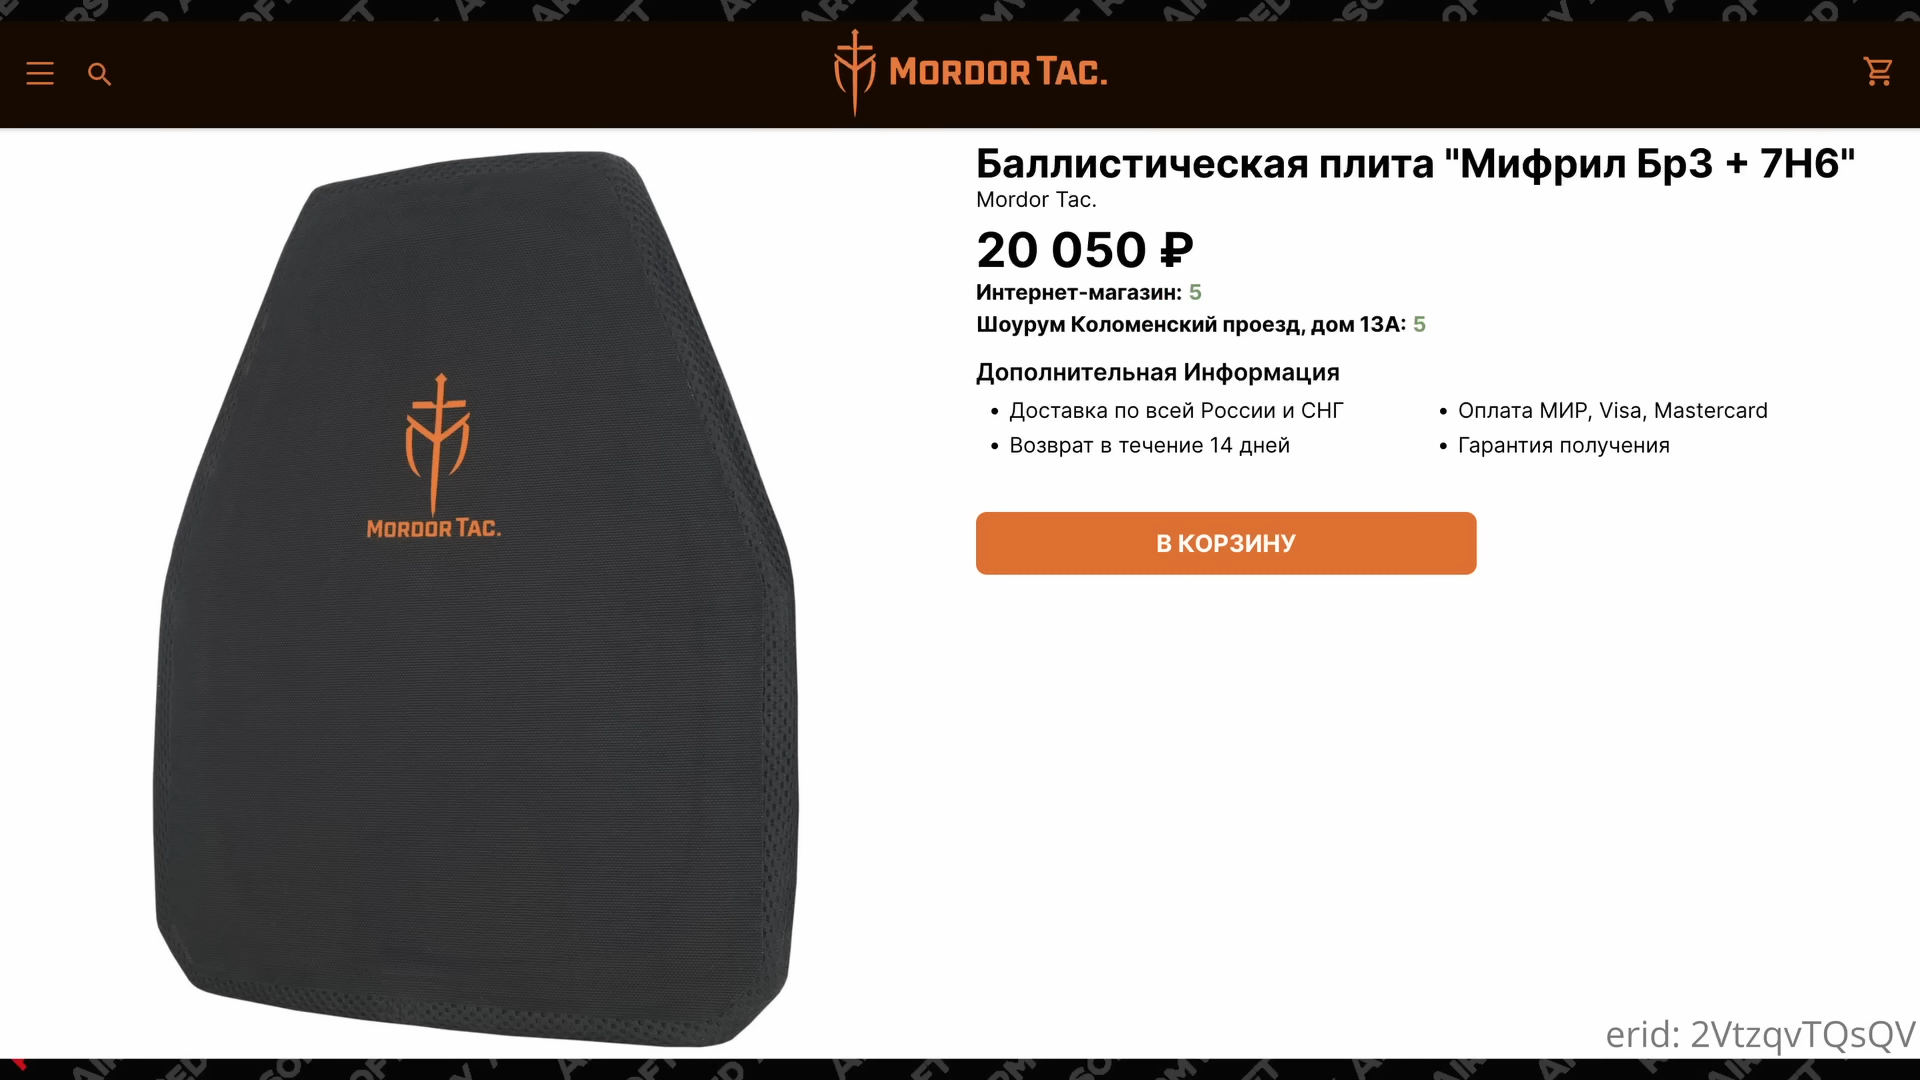 MORDOR TAC.
Баллистическая плита "Мифрил Бр3 + 7Н6"
Mordor Tac.
20 050 ₽
Интернет-магазин: 5
Шоурум Коломенский проезд, дом 13А: 5
Дополнительная Информация
• Доставка по всей России и СНГ
• Оплата МИР, Visa, Mastercard
• Возврат в течение 14 дней
• Гарантия получения
В КОРЗИНУ
MORDOR TAC.
erid: 2VtzqvTQsQV